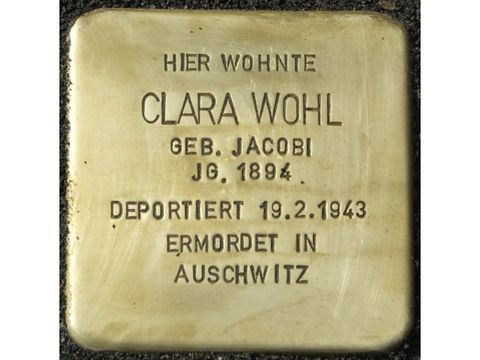 HIER WOHNTE
CLARA WOHL
GEB. JACOBI
JG. 1894
DEPORTIERT 19.2.1943
ERMORDET IN
AUSCHWITZ